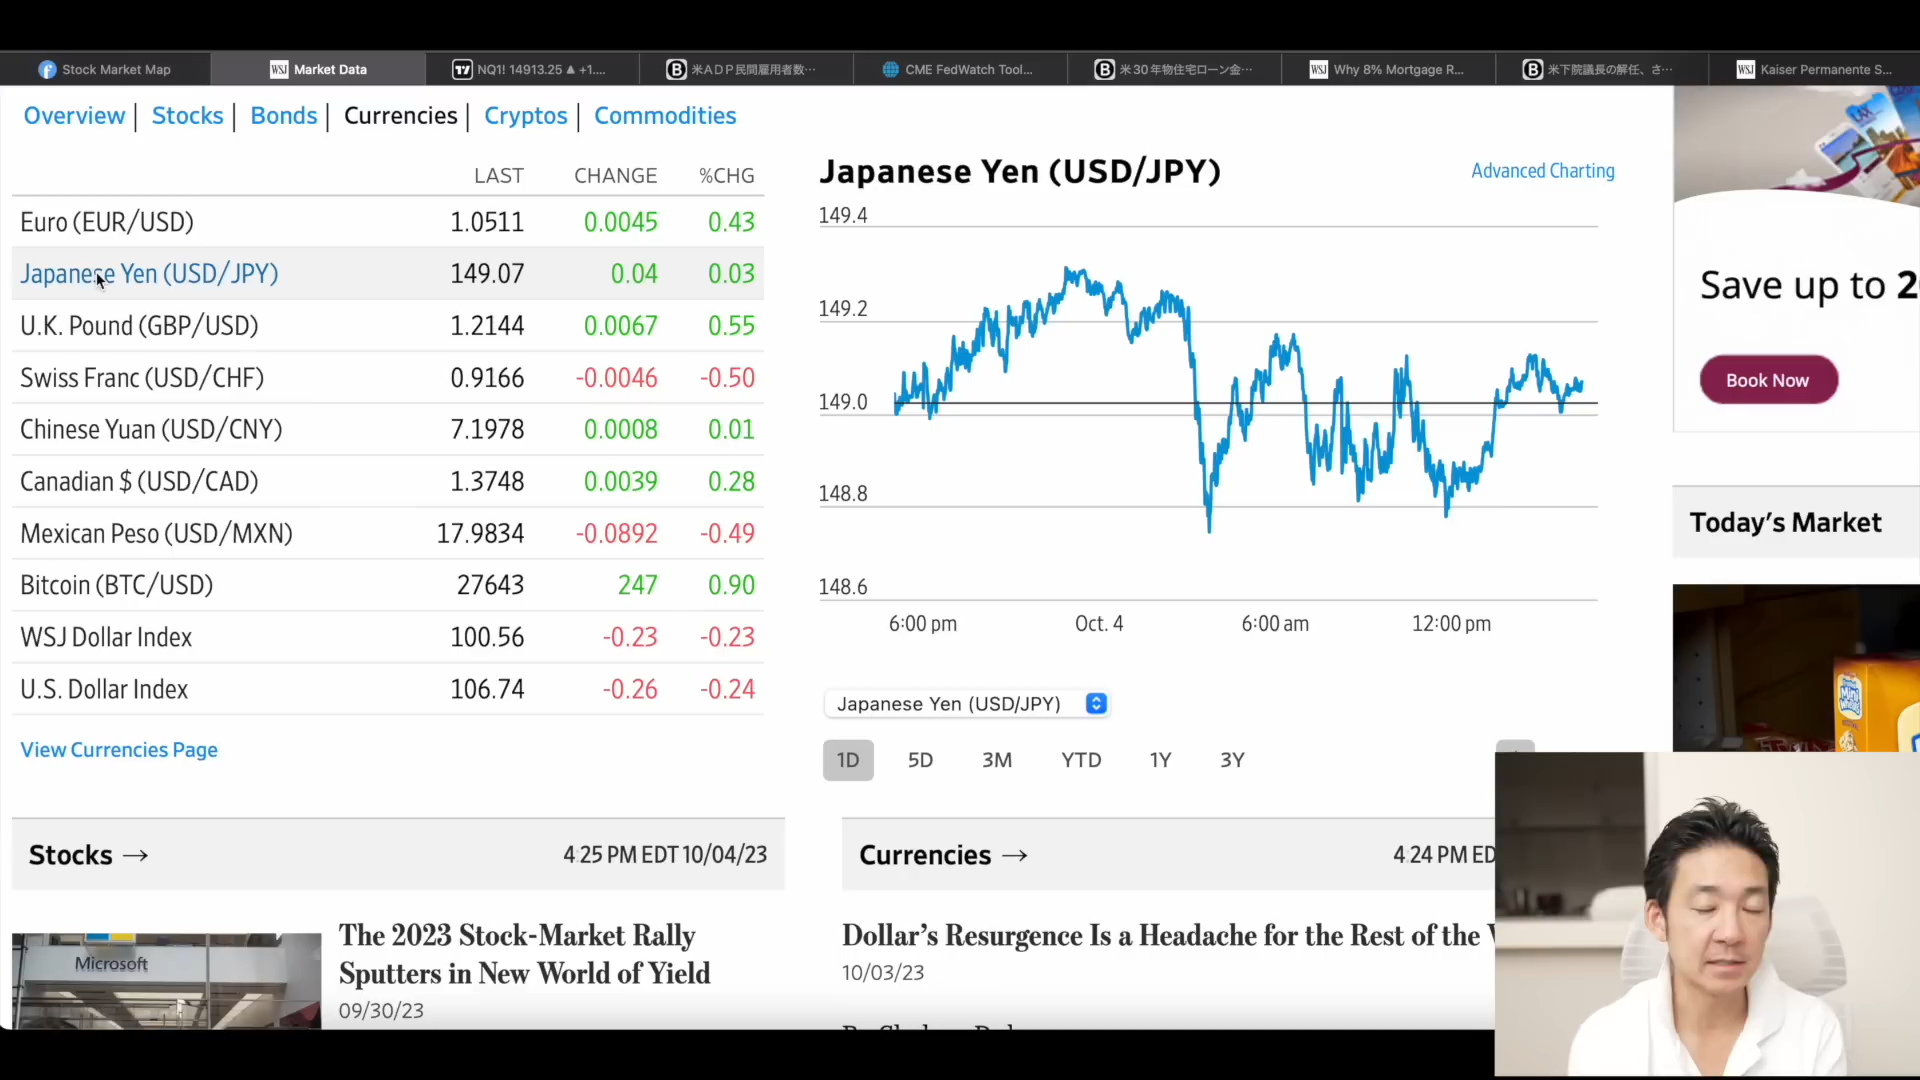 Stock Market Map
WSJ Market Data
NQ1! 14913.25 ▲ +1....
B 米ADP民間雇用者数…
CME FedWatch Tool...
B 米30年物住宅ローン金…
WSJ Why 8% Mortgage R...
B 米下院議長の解任、さ…
WSJ Kaiser Permanente S...
Overview | Stocks | Bonds | Currencies | Cryptos | Commodities
LAST CHANGE %CHG
Euro (EUR/USD) 1.0511 0.0045 0.43
Japanese Yen (USD/JPY) 149.07 0.04 0.03
U.K. Pound (GBP/USD) 1.2144 0.0067 0.55
Swiss Franc (USD/CHF) 0.9166 -0.0046 -0.50
Chinese Yuan (USD/CNY) 7.1978 0.0008 0.01
Canadian $ (USD/CAD) 1.3748 0.0039 0.28
Mexican Peso (USD/MXN) 17.9834 -0.0892 -0.49
Bitcoin (BTC/USD) 27643 247 0.90
WSJ Dollar Index 100.56 -0.23 -0.23
U.S. Dollar Index 106.74 -0.26 -0.24
View Currencies Page
Japanese Yen (USD/JPY)
Advanced Charting
149.4
149.2
149.0
148.8
148.6
6:00 pm Oct. 4 6:00 am 12:00 pm
Japanese Yen (USD/JPY)
1D 5D 3M YTD 1Y 3Y
Save up to 2
Book Now
Today's Market
Mini
Stocks →
4:25 PM EDT 10/04/23
Microsoft
The 2023 Stock-Market Rally
Sputters in New World of Yield
09/30/23
Currencies →
4:24 PM ED
Dollar's Resurgence Is a Headache for the Rest of the
10/03/23